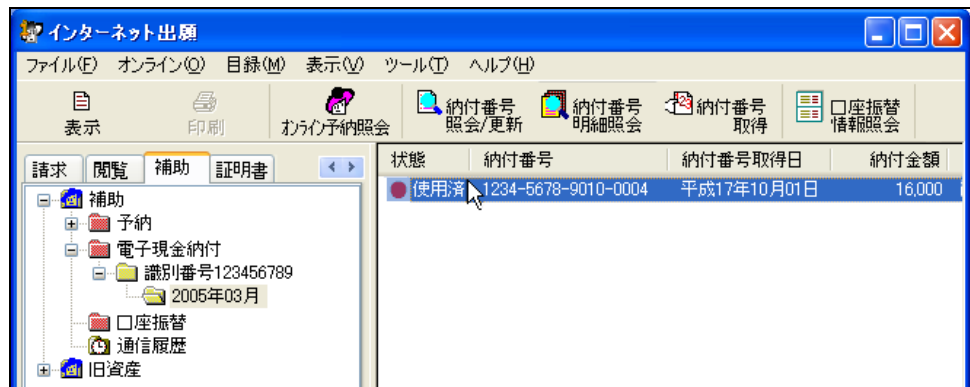 インターネット出願
ファイル(F) オンライン(O) 目録(M) 表示(V) ツール(T) ヘルプ(H)
表示
印刷
オンライン予納照会
納付番号
照会/更新
納付番号
明細照会
納付番号
取得
口座振替
情報照会
請求 閲覧 補助 証明書
補助
予納
電子現金納付
識別番号123456789
2005年03月
口座振替
通信履歴
旧資産
状態 納付番号 納付番号取得日 納付金額
使用済 1234-5678-9010-0004 平成17年10月01日 16,000